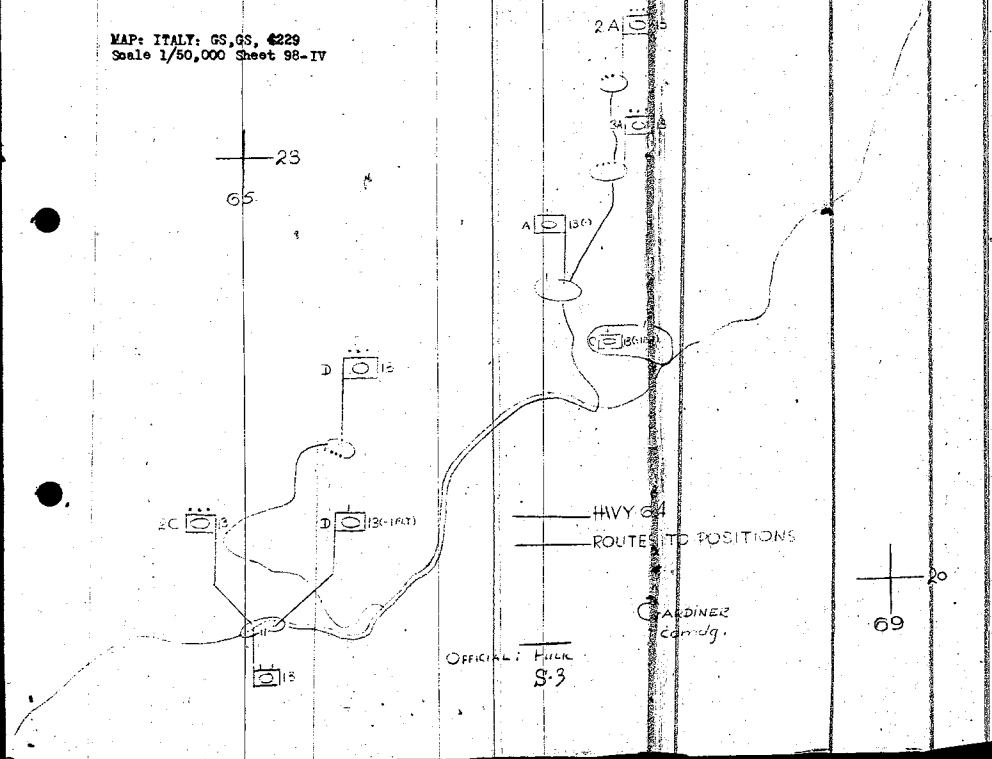 MAP: ITALY: GS,GS, 4229
Scale 1/50,000 Sheet 98-IV
2A 13
23
65
3A 13
A 13(-)
C
D 13
2C 13
D 13(-1PLT)
HWY 64
ROUTES TO POSITIONS
20
69
GARDINER
comdg.
OFFICIAL:
S-3
13